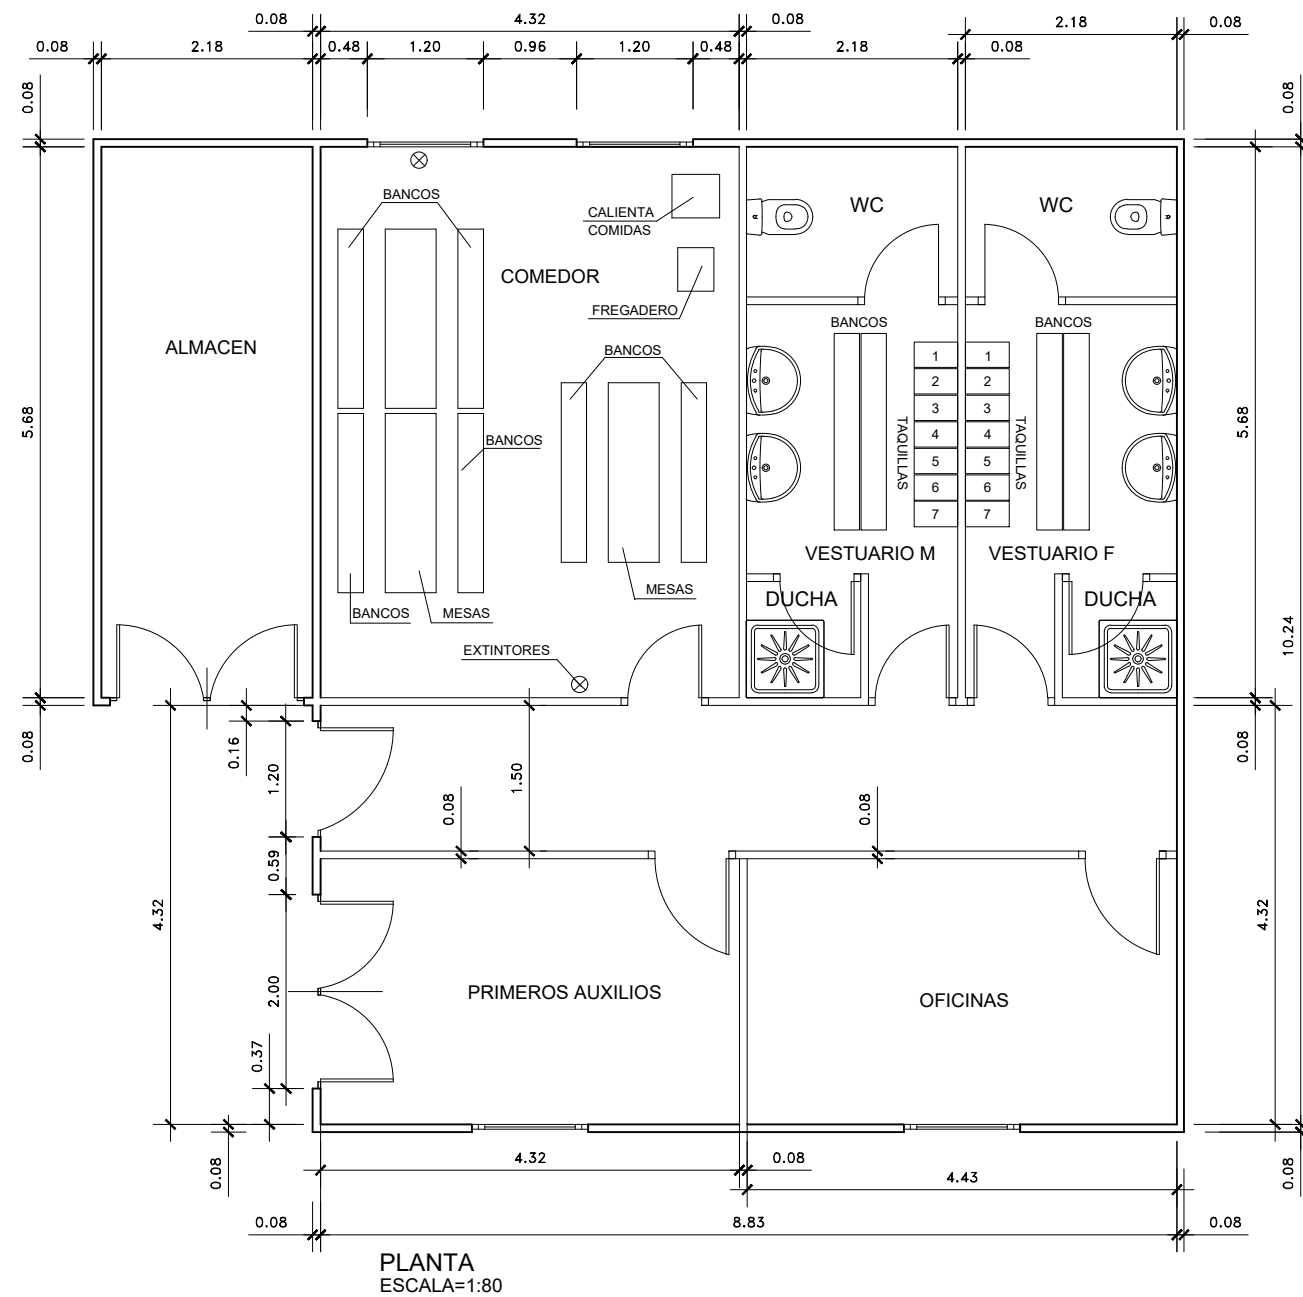 0.08
4.32
0.08
2.18
0.08
0.08
2.18
0.48
1.20
0.96
1.20
0.48
2.18
0.08
0.08
0.08
BANCOS
CALIENTA
COMIDAS
WC
WC
COMEDOR
FREGADERO
BANCOS
BANCOS
ALMACEN
BANCOS
1
1
2
2
3
3
4
4
5
5
6
6
7
7
TAQUILLAS
TAQUILLAS
5.68
5.68
BANCOS
VESTUARIO M
VESTUARIO F
MESAS
DUCHA
DUCHA
BANCOS
MESAS
EXTINTORES
10.24
0.08
0.16
1.20
1.50
0.08
0.08
0.08
0.59
4.32
4.32
2.00
PRIMEROS AUXILIOS
OFICINAS
0.37
0.08
0.08
4.32
0.08
4.43
0.08
8.83
0.08
PLANTA
ESCALA=1:80